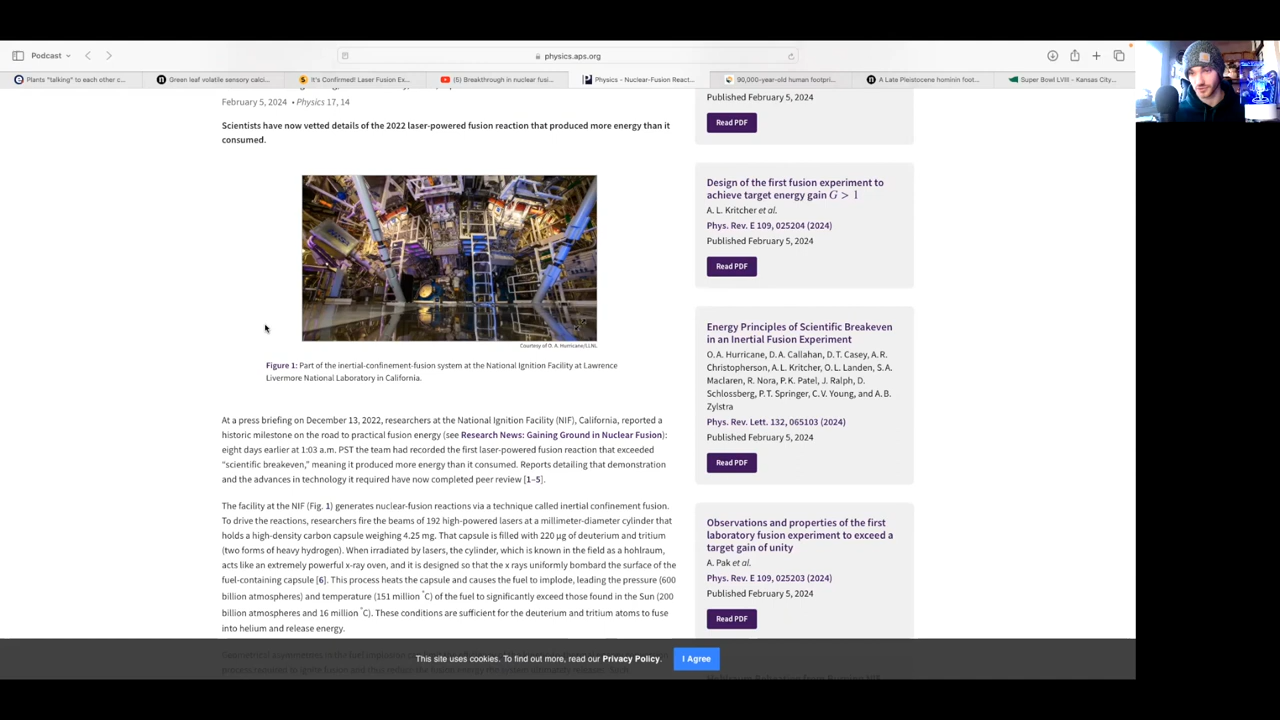 Podcast
physics.aps.org
Plants "talking" to each other c...
Green leaf volatile sensory calci...
It's Confirmed! Laser Fusion Ex...
(5) Breakthrough in nuclear fusi...
Physics - Nuclear-Fusion React...
90,000-year-old human footpri...
A Late Pleistocene hominin foot...
Super Bowl LVIII - Kansas City...
February 5, 2024 • Physics 17, 14
Scientists have now vetted details of the 2022 laser-powered fusion reaction that produced more energy than it
consumed.
Courtesy of O. A. Hurricane/LLNL
Figure 1: Part of the inertial-confinement-fusion system at the National Ignition Facility at Lawrence
Livermore National Laboratory in California.
At a press briefing on December 13, 2022, researchers at the National Ignition Facility (NIF), California, reported a
historic milestone on the road to practical fusion energy (see Research News: Gaining Ground in Nuclear Fusion):
eight days earlier at 1:03 a.m. PST the team had recorded the first laser-powered fusion reaction that exceeded
"scientific breakeven," meaning it produced more energy than it consumed. Reports detailing that demonstration
and the advances in technology it required have now completed peer review [1–5].
The facility at the NIF (Fig. 1) generates nuclear-fusion reactions via a technique called inertial confinement fusion.
To drive the reactions, researchers fire the beams of 192 high-powered lasers at a millimeter-diameter cylinder that
holds a high-density carbon capsule weighing 4.25 mg. That capsule is filled with 220 µg of deuterium and tritium
(two forms of heavy hydrogen). When irradiated by lasers, the cylinder, which is known in the field as a hohlraum,
acts like an extremely powerful x-ray oven, and it is designed so that the x rays uniformly bombard the surface of the
fuel-containing capsule [6]. This process heats the capsule and causes the fuel to implode, leading the pressure (600
billion atmospheres) and temperature (151 million °C) of the fuel to significantly exceed those found in the Sun (200
billion atmospheres and 16 million °C). These conditions are sufficient for the deuterium and tritium atoms to fuse
into helium and release energy.
Published February 5, 2024
Read PDF
Design of the first fusion experiment to
achieve target energy gain G > 1
A. L. Kritcher et al.
Phys. Rev. E 109, 025204 (2024)
Published February 5, 2024
Read PDF
Energy Principles of Scientific Breakeven
in an Inertial Fusion Experiment
O. A. Hurricane, D. A. Callahan, D. T. Casey, A. R.
Christopherson, A. L. Kritcher, O. L. Landen, S. A.
Maclaren, R. Nora, P. K. Patel, J. Ralph, D.
Schlossberg, P. T. Springer, C. V. Young, and A. B.
Zylstra
Phys. Rev. Lett. 132, 065103 (2024)
Published February 5, 2024
Read PDF
Observations and properties of the first
laboratory fusion experiment to exceed a
target gain of unity
A. Pak et al.
Phys. Rev. E 109, 025203 (2024)
Published February 5, 2024
Read PDF
This site uses cookies. To find out more, read our Privacy Policy.
I Agree